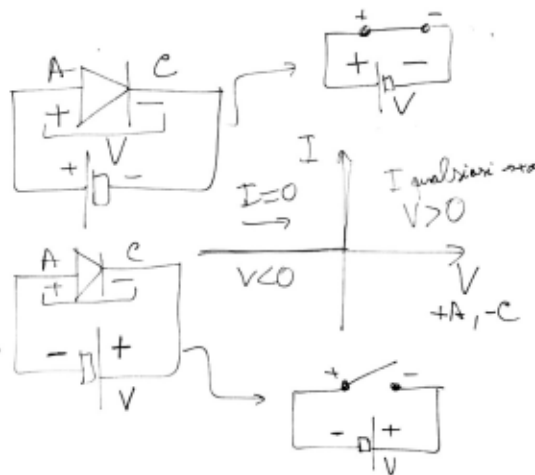 A C
+ -
V
+ -
+ -
+ -
V
I
I=0
V<0
I qualsiasi
V>0
V
+A, -C
A C
+ -
- +
V
+ -
- +
V